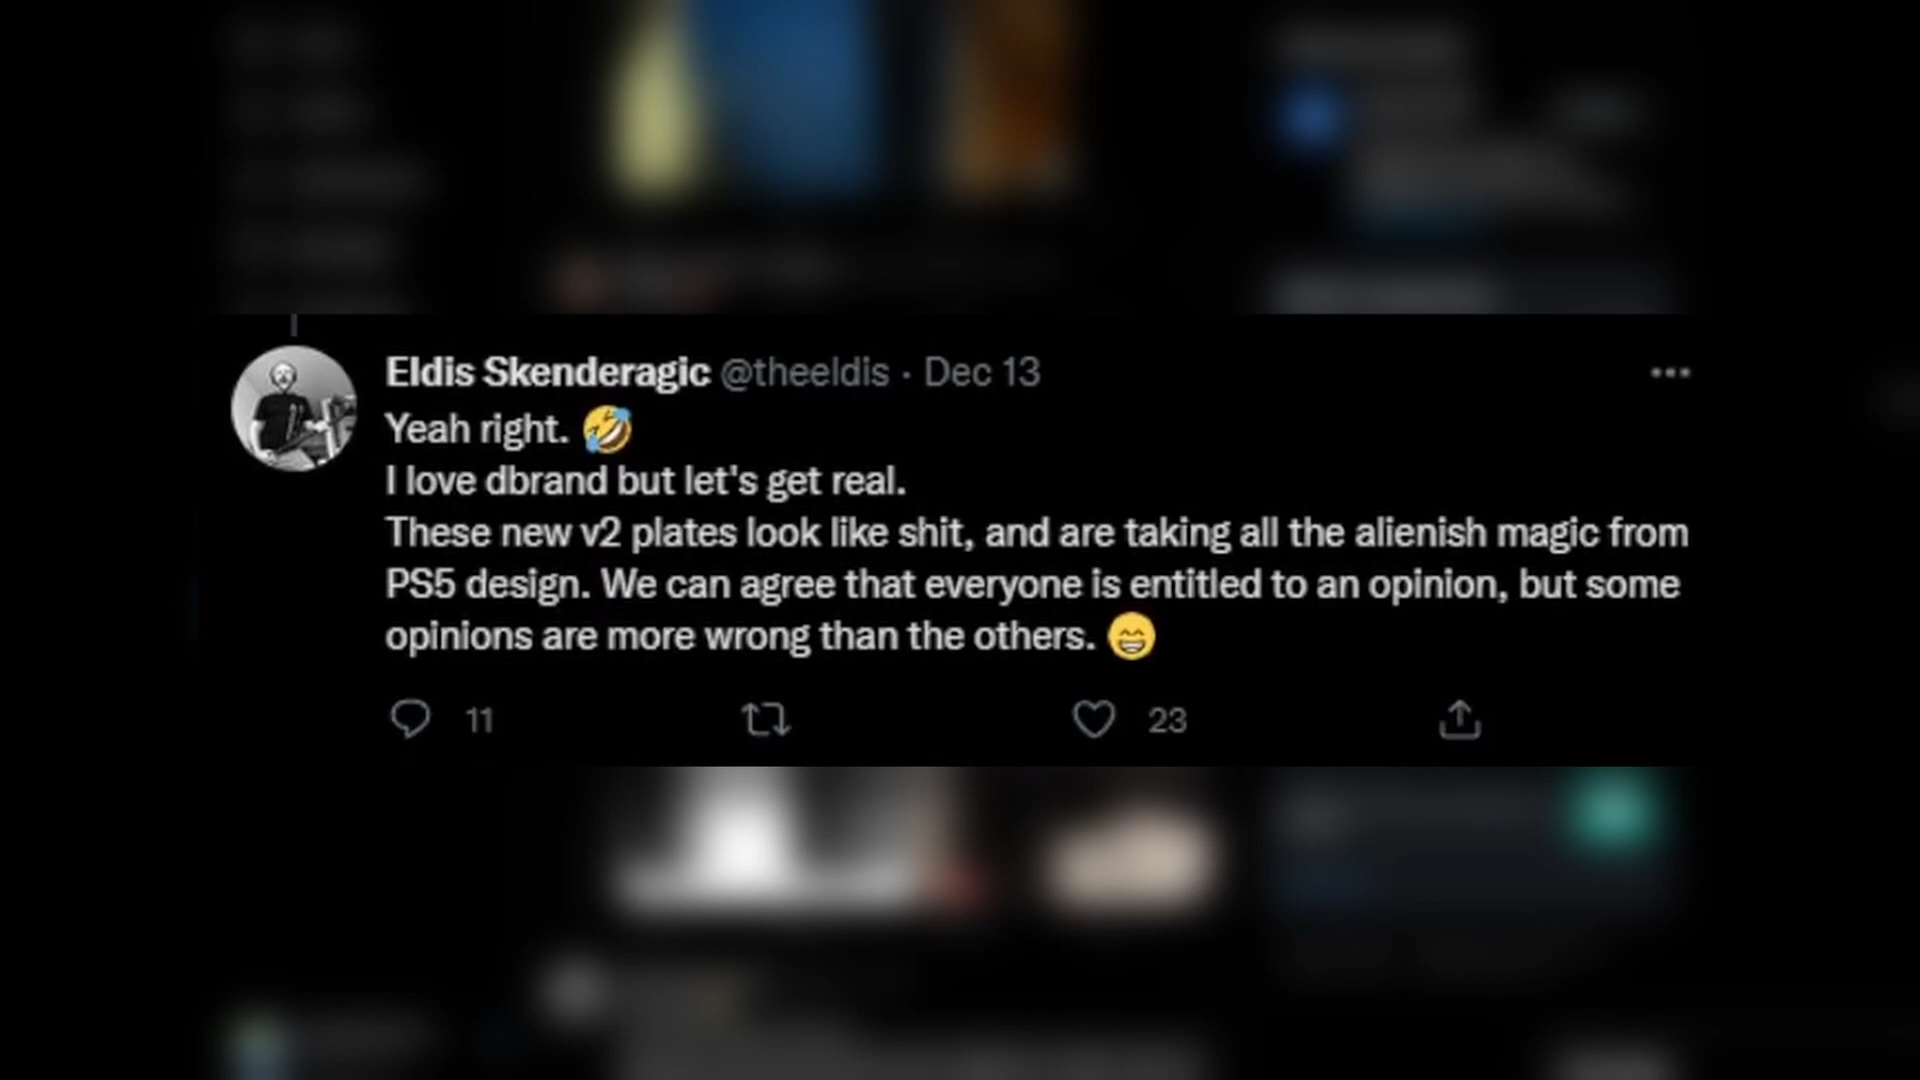 Eldis Skenderagic @theeldis · Dec 13
Yeah right. 🤣
I love dbrand but let's get real.
These new v2 plates look like shit, and are taking all the alienish magic from
PS5 design. We can agree that everyone is entitled to an opinion, but some
opinions are more wrong than the others. 😁
11 23